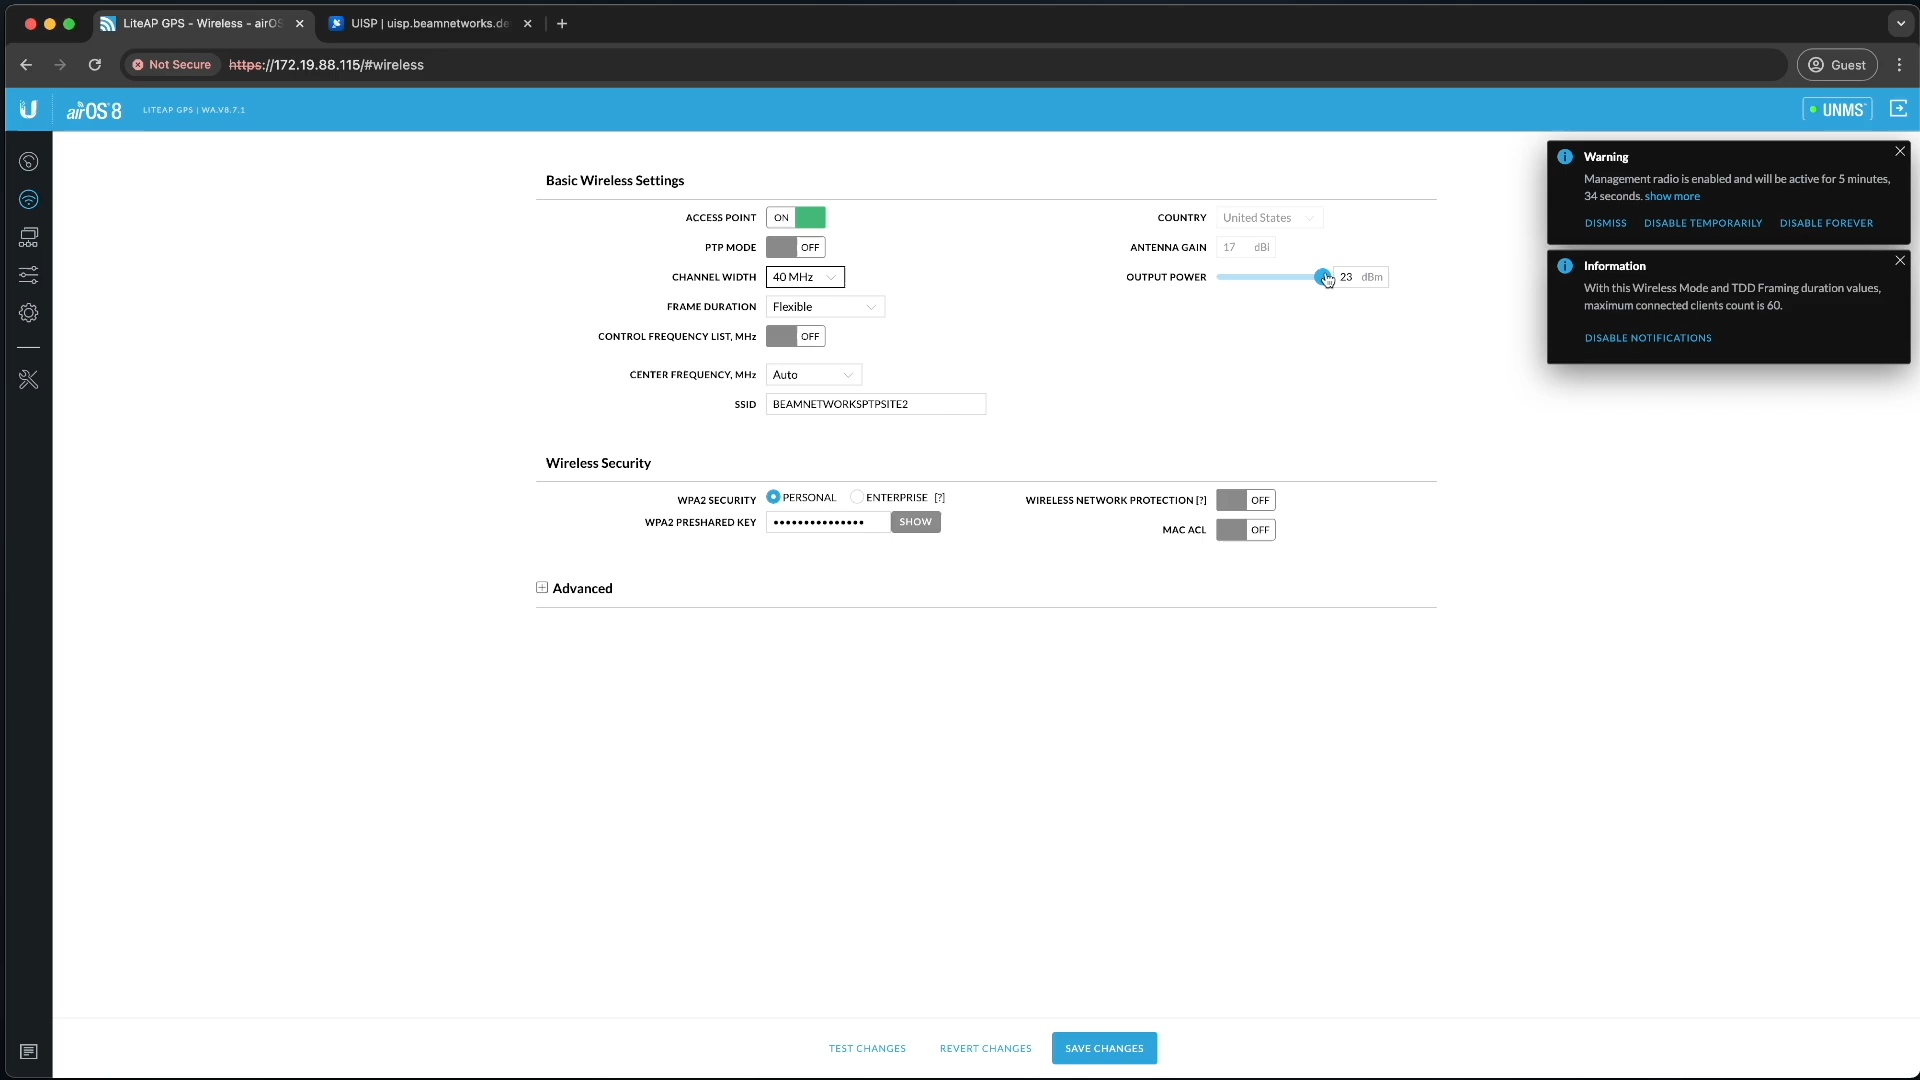 LiteAP GPS - Wireless - airOS
UISP | uisp.beamnetworks.de
Not Secure https://172.19.88.115/#wireless
Guest
airOS 8
LITEAP GPS | WA.V8.7.1
UNMS
Warning
Management radio is enabled and will be active for 5 minutes,
34 seconds. show more
DISMISS DISABLE TEMPORARILY DISABLE FOREVER
Information
With this Wireless Mode and TDD Framing duration values,
maximum connected clients count is 60.
DISABLE NOTIFICATIONS
Basic Wireless Settings
ACCESS POINT ON
PTP MODE OFF
CHANNEL WIDTH 40 MHz
FRAME DURATION Flexible
CONTROL FREQUENCY LIST, MHz OFF
CENTER FREQUENCY, MHz Auto
SSID BEAMNETWORKSPTPSITE2
COUNTRY United States
ANTENNA GAIN 17 dBi
OUTPUT POWER 23 dBm
Wireless Security
WPA2 SECURITY PERSONAL ENTERPRISE [?]
WPA2 PRESHARED KEY ••••••••••••••• SHOW
WIRELESS NETWORK PROTECTION [?] OFF
MAC ACL OFF
Advanced
TEST CHANGES REVERT CHANGES SAVE CHANGES